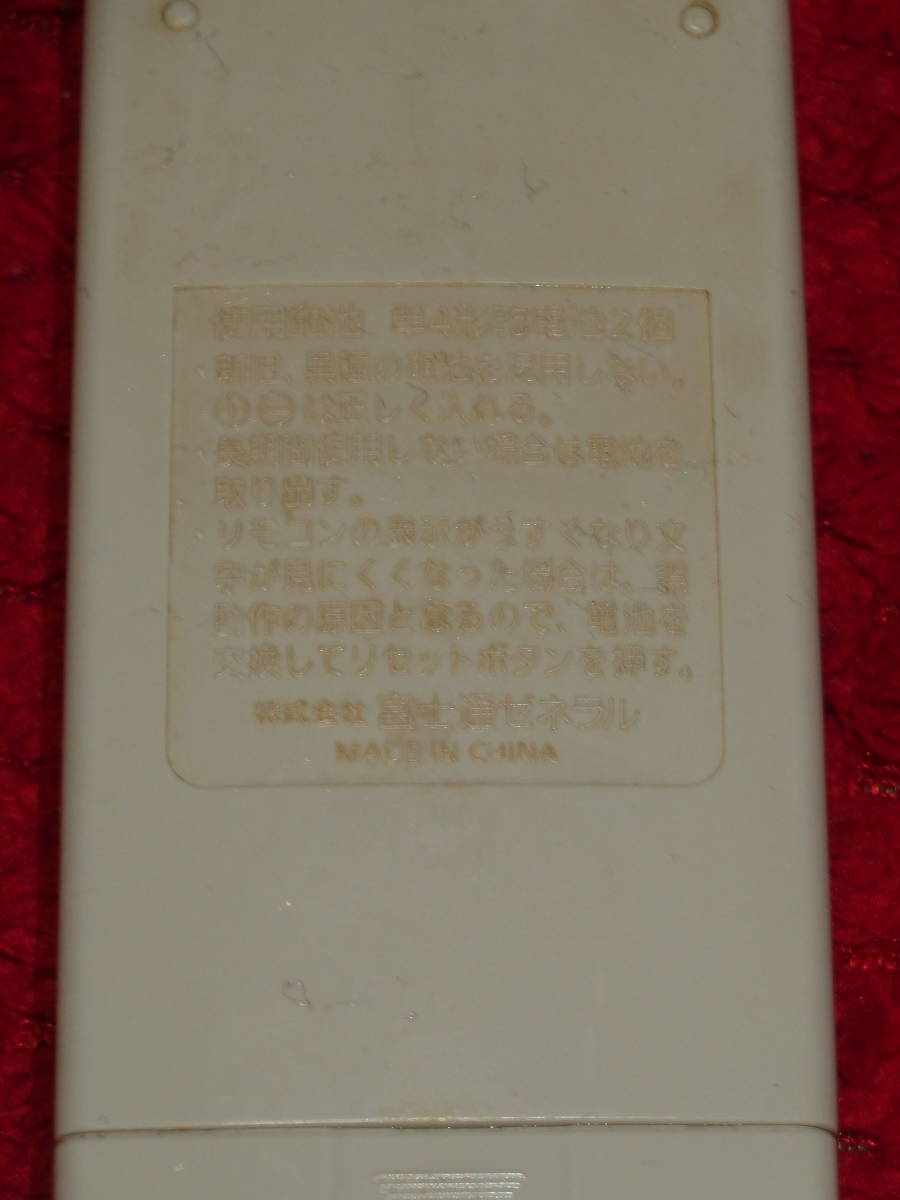 使用電池 単4形乾電池2個
・新旧、異種の電池を混用しない。
⊕⊖は正しく入れる。
・長期間使用しない場合は電池を
取り出す。
・リモコンの表示がうすくなり文
字が見にくくなった場合は、誤
動作の原因となるので、電池を
交換してリセットボタンを押す。
株式会社 富士通ゼネラル
MADE IN CHINA